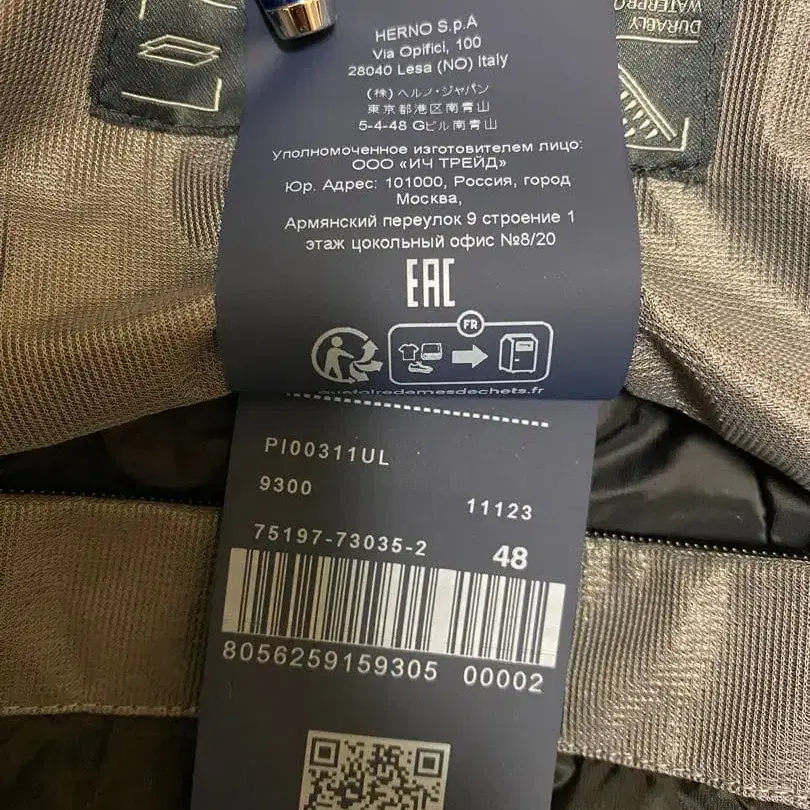 DURABLY
WATERPRO
HERNO S.p.A
Via Opifici, 100
28040 Lesa (NO) Italy
(株)ヘルノ・ジャパン
東京都港区南青山
5-4-48 Gビル南青山
Уполномоченное изготовителем лицо:
ООО «ИЧ ТРЕЙД»
Юр. Адрес: 101000, Россия, город
Москва,
Армянский переулок 9 строение 1
этаж цокольный офис №8/20
EAC
FR
quefairedemesdechets.fr
PI00311UL
9300
11123
75197-73035-2
48
8056259159305 00002